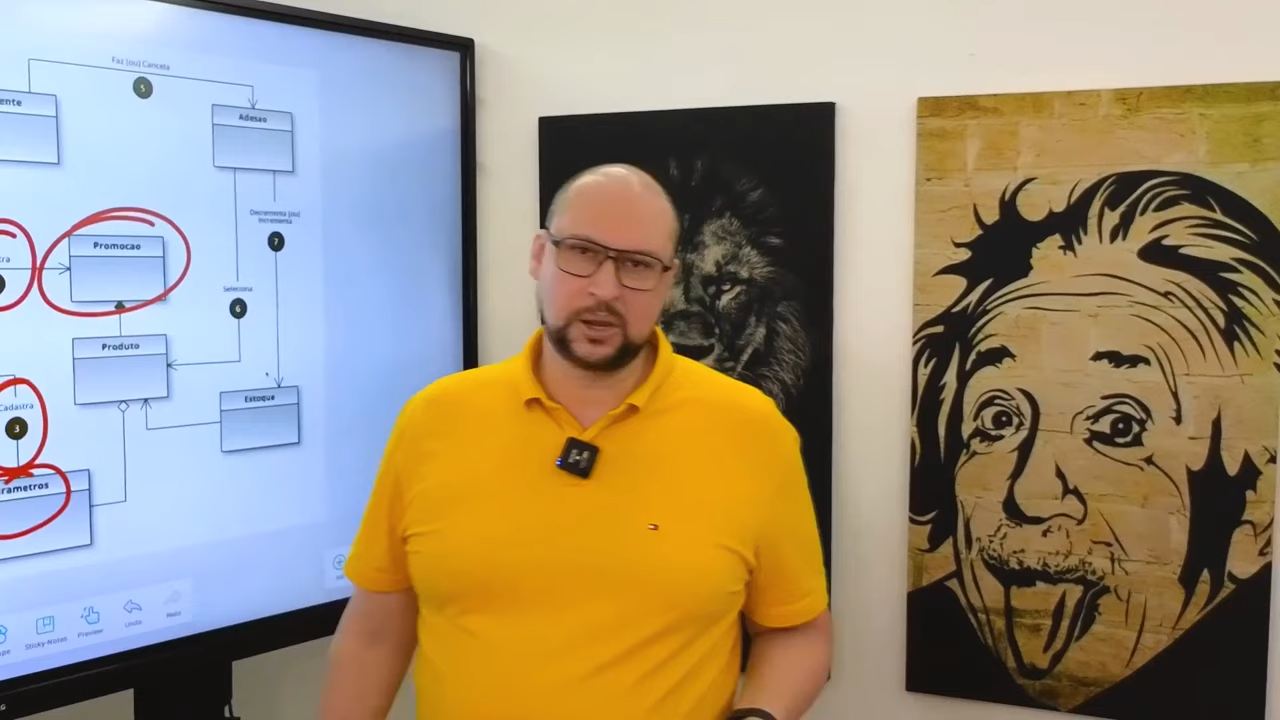 Faz (ou) Cancela
5
ente
Adesao
Decrementa (ou)
Incrementa
7
tra
Promocao
Seleciona
6
Produto
Estoque
Cadastra
3
rametros
Sticky-Notes
Preview
Undo
Redo